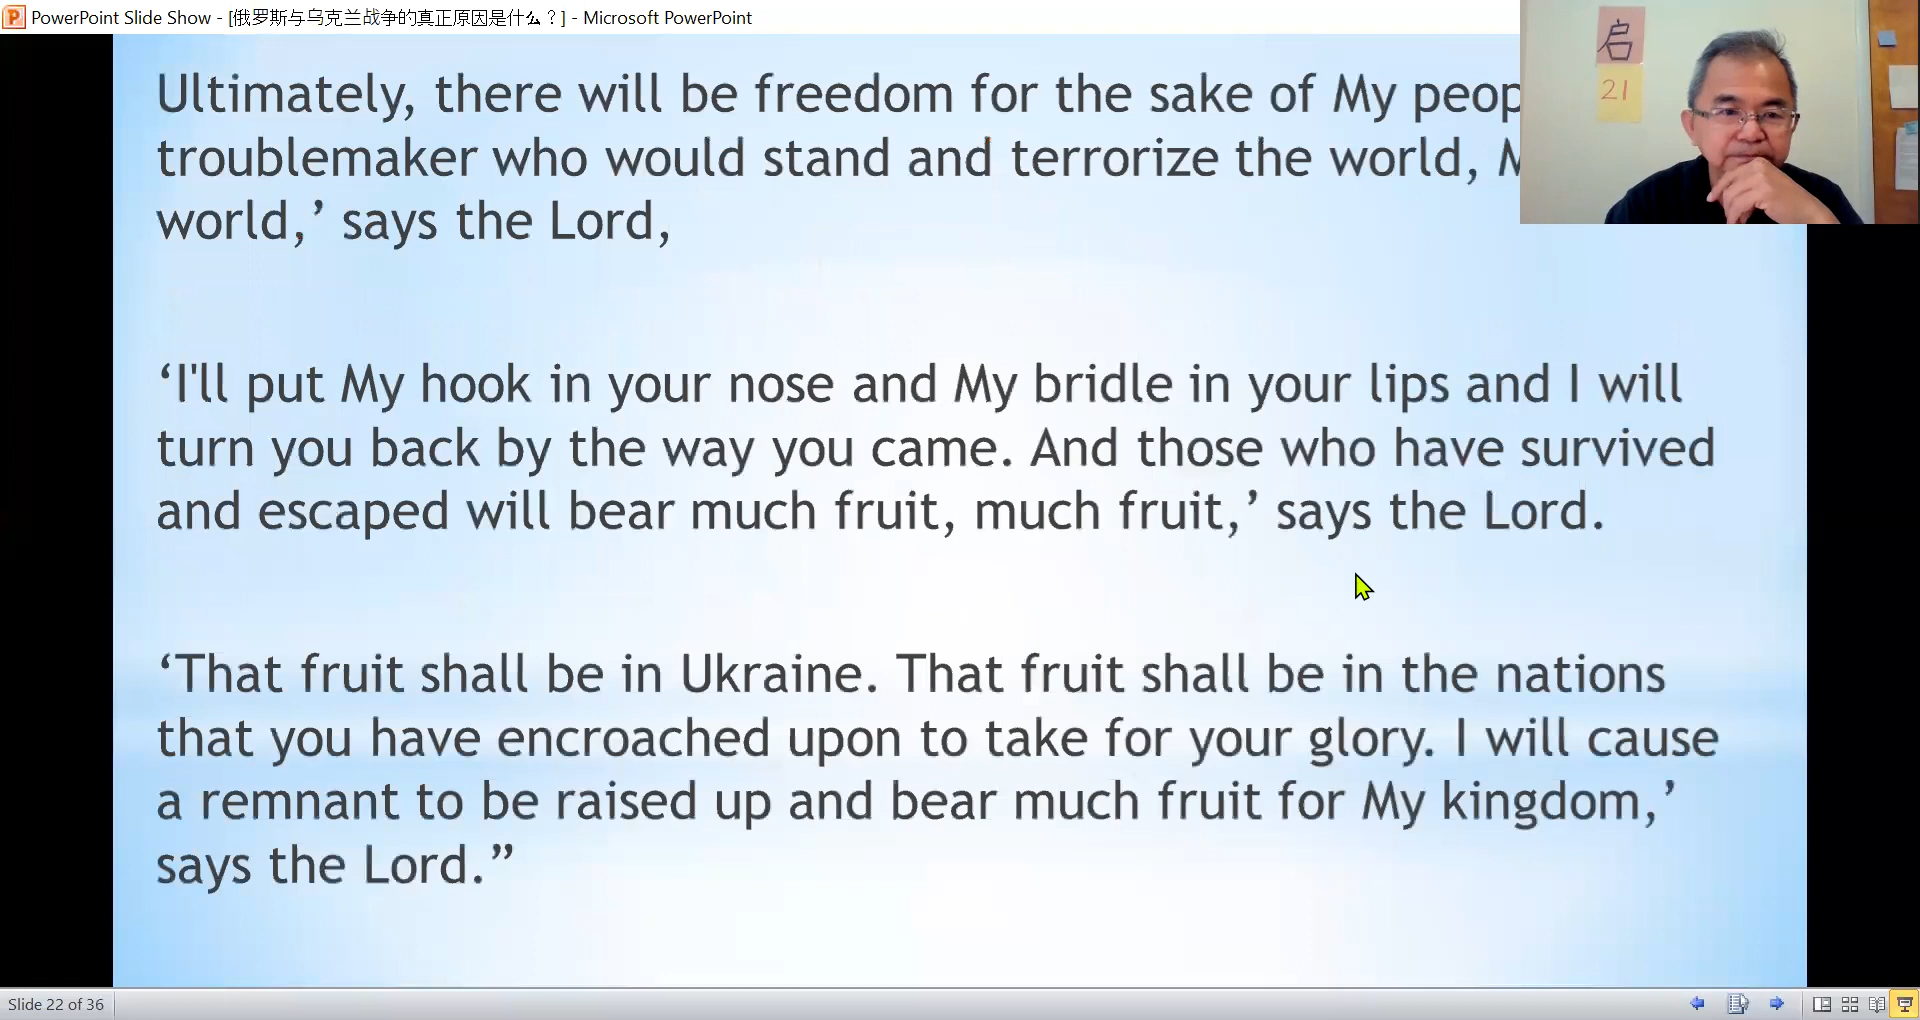 PowerPoint Slide Show - [俄罗斯与乌克兰战争的真正原因是什么？] - Microsoft PowerPoint
启
21
Ultimately, there will be freedom for the sake of My
troublemaker who would stand and terrorize the world,
world,’ says the Lord,
‘I'll put My hook in your nose and My bridle in your lips and I will
turn you back by the way you came. And those who have survived
and escaped will bear much fruit, much fruit,’ says the Lord.
‘That fruit shall be in Ukraine. That fruit shall be in the nations
that you have encroached upon to take for your glory. I will cause
a remnant to be raised up and bear much fruit for My kingdom,’
says the Lord.”
Slide 22 of 36